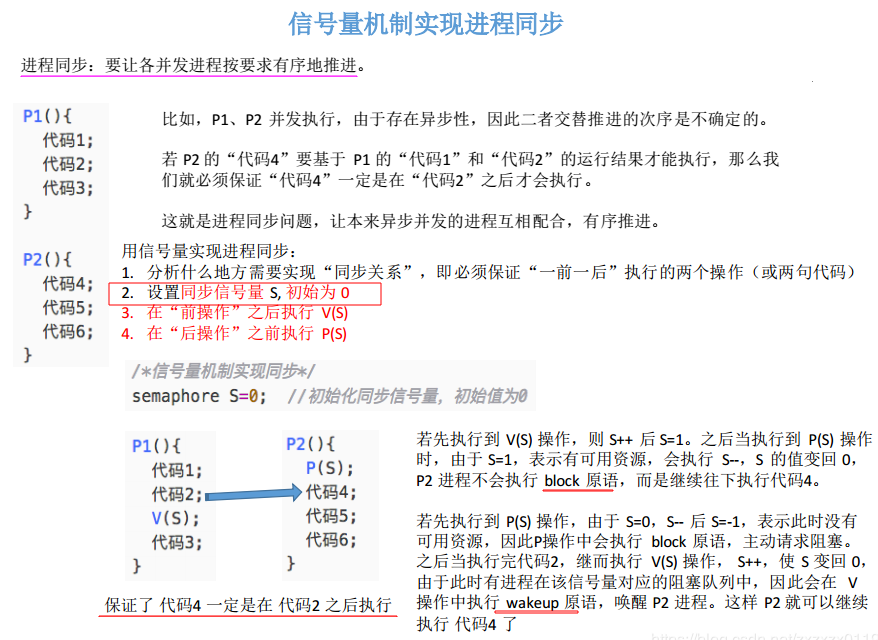 信号量机制实现进程同步
进程同步：要让各并发进程按要求有序地推进。
P1(){
代码1;
代码2;
代码3;
}
P2(){
代码4;
代码5;
代码6;
}
比如，P1、P2 并发执行，由于存在异步性，因此二者交替推进的次序是不确定的。
若 P2 的“代码4”要基于 P1 的“代码1”和“代码2”的运行结果才能执行，那么我
们就必须保证“代码4”一定是在“代码2”之后才会执行。
这就是进程同步问题，让本来异步并发的进程互相配合，有序推进。
用信号量实现进程同步：
1. 分析什么地方需要实现“同步关系”，即必须保证“一前一后”执行的两个操作（或两句代码）
2. 设置同步信号量 S, 初始为 0
3. 在“前操作”之后执行 V(S)
4. 在“后操作”之前执行 P(S)
/*信号量机制实现同步*/
semaphore S=0; //初始化同步信号量，初始值为0
P1(){
代码1;
代码2;
V(S);
代码3;
}
P2(){
P(S);
代码4;
代码5;
代码6;
}
保证了 代码4 一定是在 代码2 之后执行
若先执行到 V(S) 操作，则 S++ 后 S=1。之后当执行到 P(S) 操作
时，由于 S=1，表示有可用资源，会执行 S--，S 的值变回 0，
P2 进程不会执行 block 原语，而是继续往下执行代码4。
若先执行到 P(S) 操作，由于 S=0，S-- 后 S=-1，表示此时没有
可用资源，因此P操作中会执行 block 原语，主动请求阻塞。
之后当执行完代码2，继而执行 V(S) 操作， S++，使 S 变回 0，
由于此时有进程在该信号量对应的阻塞队列中，因此会在 V
操作中执行 wakeup 原语，唤醒 P2 进程。这样 P2 就可以继续
执行 代码4 了